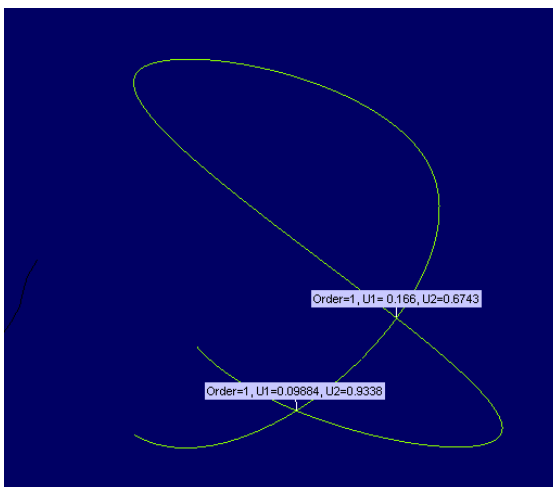 Order=1, U1= 0.166, U2=0.6743
Order=1, U1=0.09884, U2=0.9338